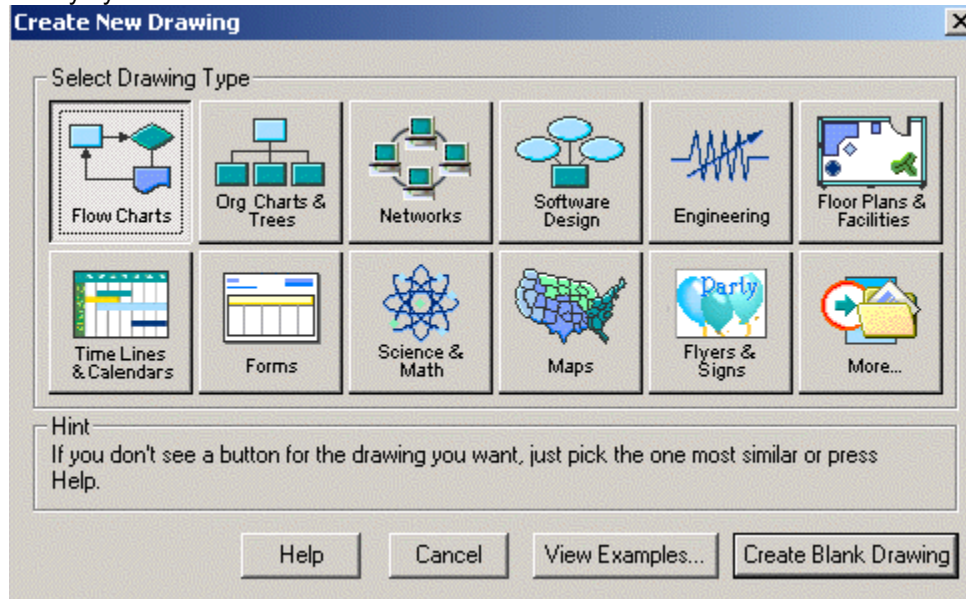 Create New Drawing
Select Drawing Type
Flow Charts
Org Charts &
Trees
Networks
Software
Design
Engineering
Floor Plans &
Facilities
Time Lines
& Calendars
Forms
Science &
Math
Maps
Party
Flyers &
Signs
More...
Hint
If you don't see a button for the drawing you want, just pick the one most similar or press
Help.
Help
Cancel
View Examples...
Create Blank Drawing